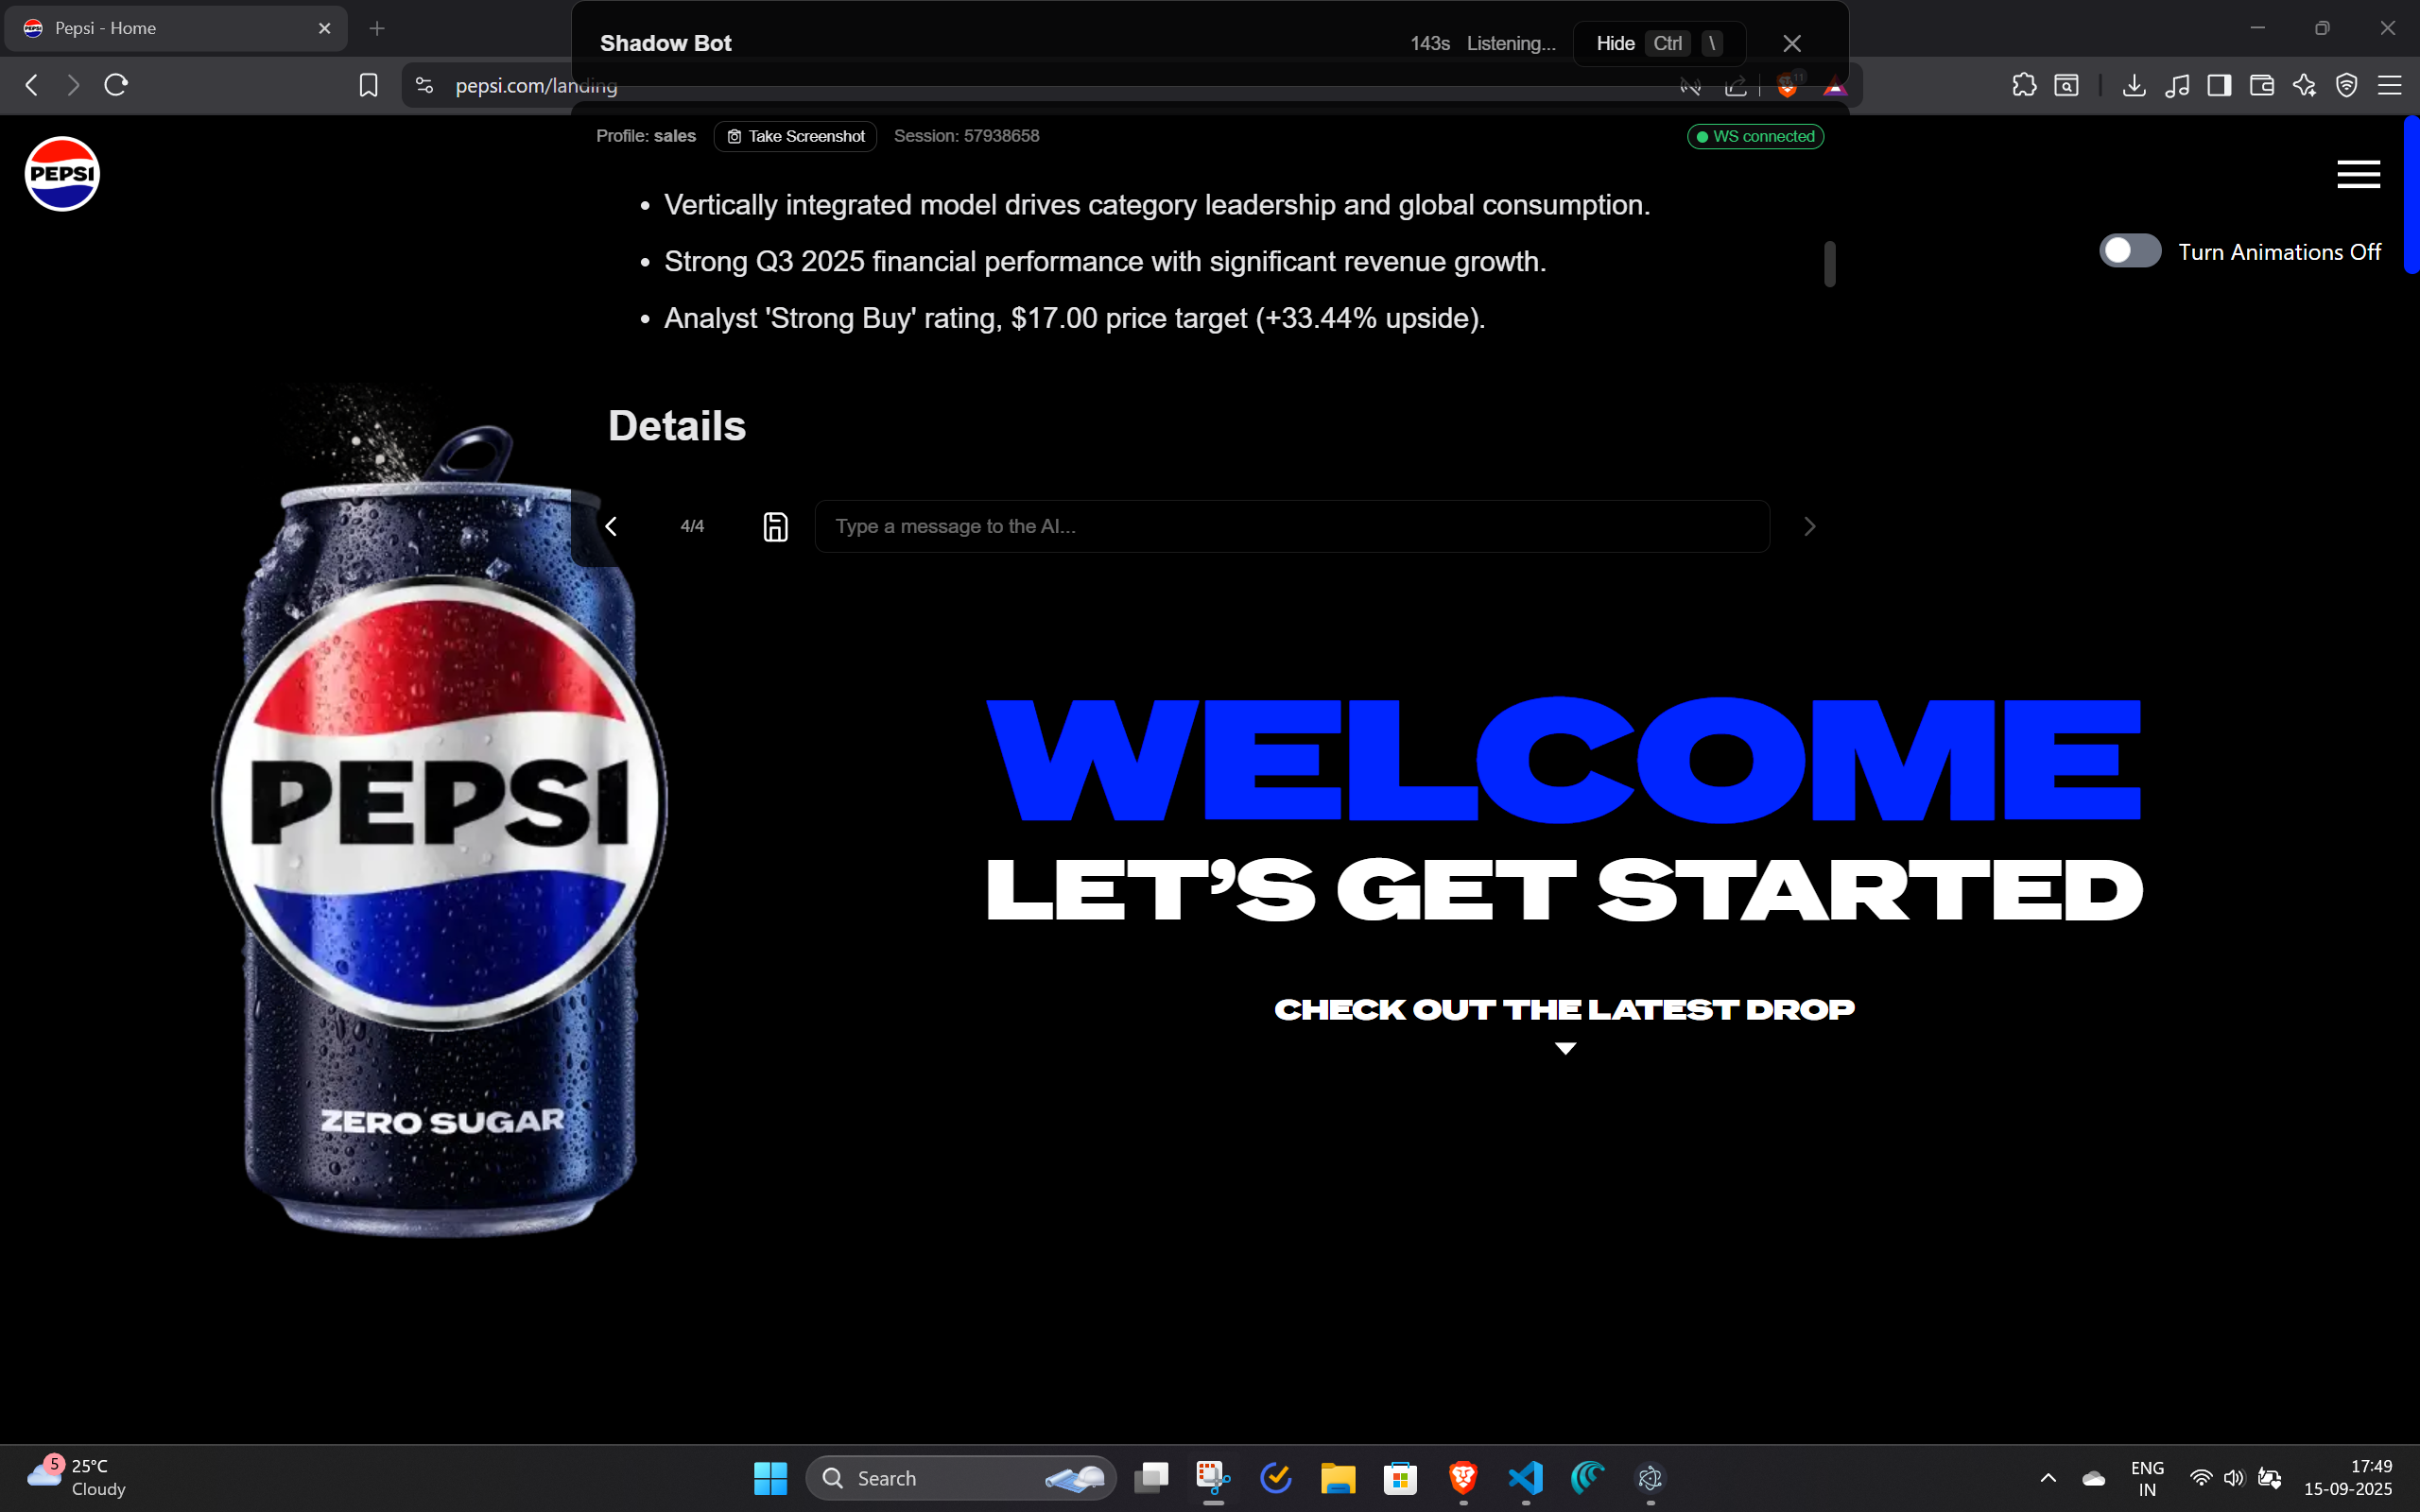 Pepsi - Home
Shadow Bot
143s Listening... Hide Ctrl \
pepsi.com/landing
11
Profile: sales Take Screenshot Session: 57938658 WS connected
PEPSI
• Vertically integrated model drives category leadership and global consumption.
Turn Animations Off
• Strong Q3 2025 financial performance with significant revenue growth.
• Analyst 'Strong Buy' rating, $17.00 price target (+33.44% upside).
Details
4/4
Type a message to the AI...
PEPSI
ZERO SUGAR
WELCOME
LET'S GET STARTED
CHECK OUT THE LATEST DROP
5
25°C
Cloudy
Search
ENG
IN
17:49
15-09-2025